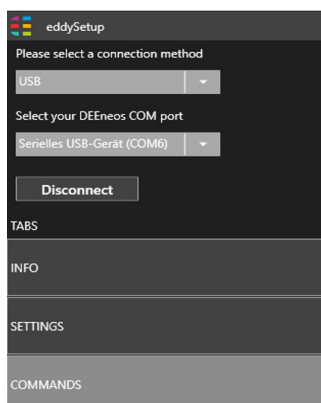 eddySetup
Please select a connection method
USB
Select your DEEneos COM port
Serielles USB-Gerät (COM6)
Disconnect
TABS
INFO
SETTINGS
COMMANDS